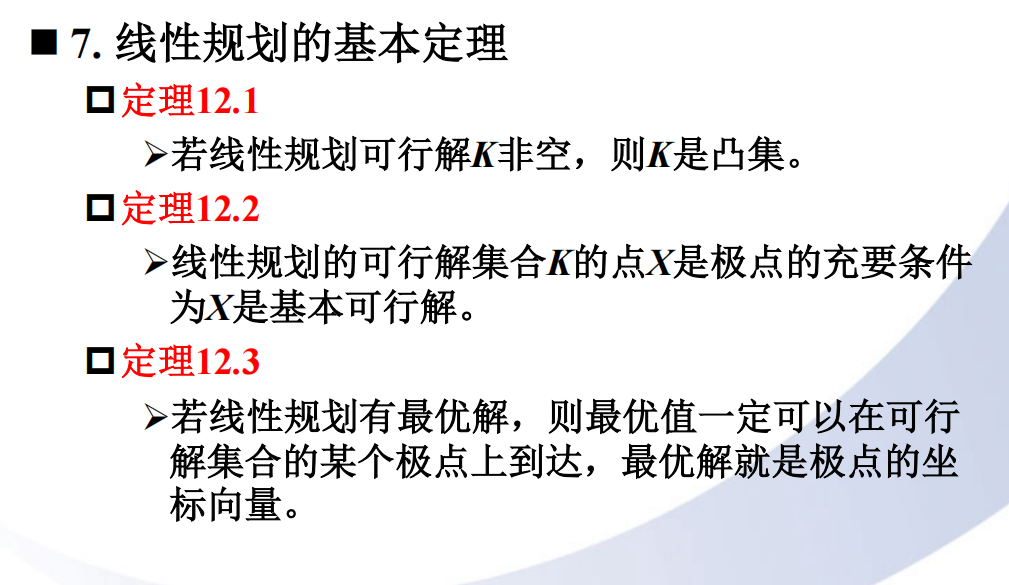 7. 线性规划的基本定理
定理12.1
若线性规划可行解K非空，则K是凸集。
定理12.2
线性规划的可行解集合K的点X是极点的充要条件
为X是基本可行解。
定理12.3
若线性规划有最优解，则最优值一定可以在可行
解集合的某个极点上到达，最优解就是极点的坐
标向量。